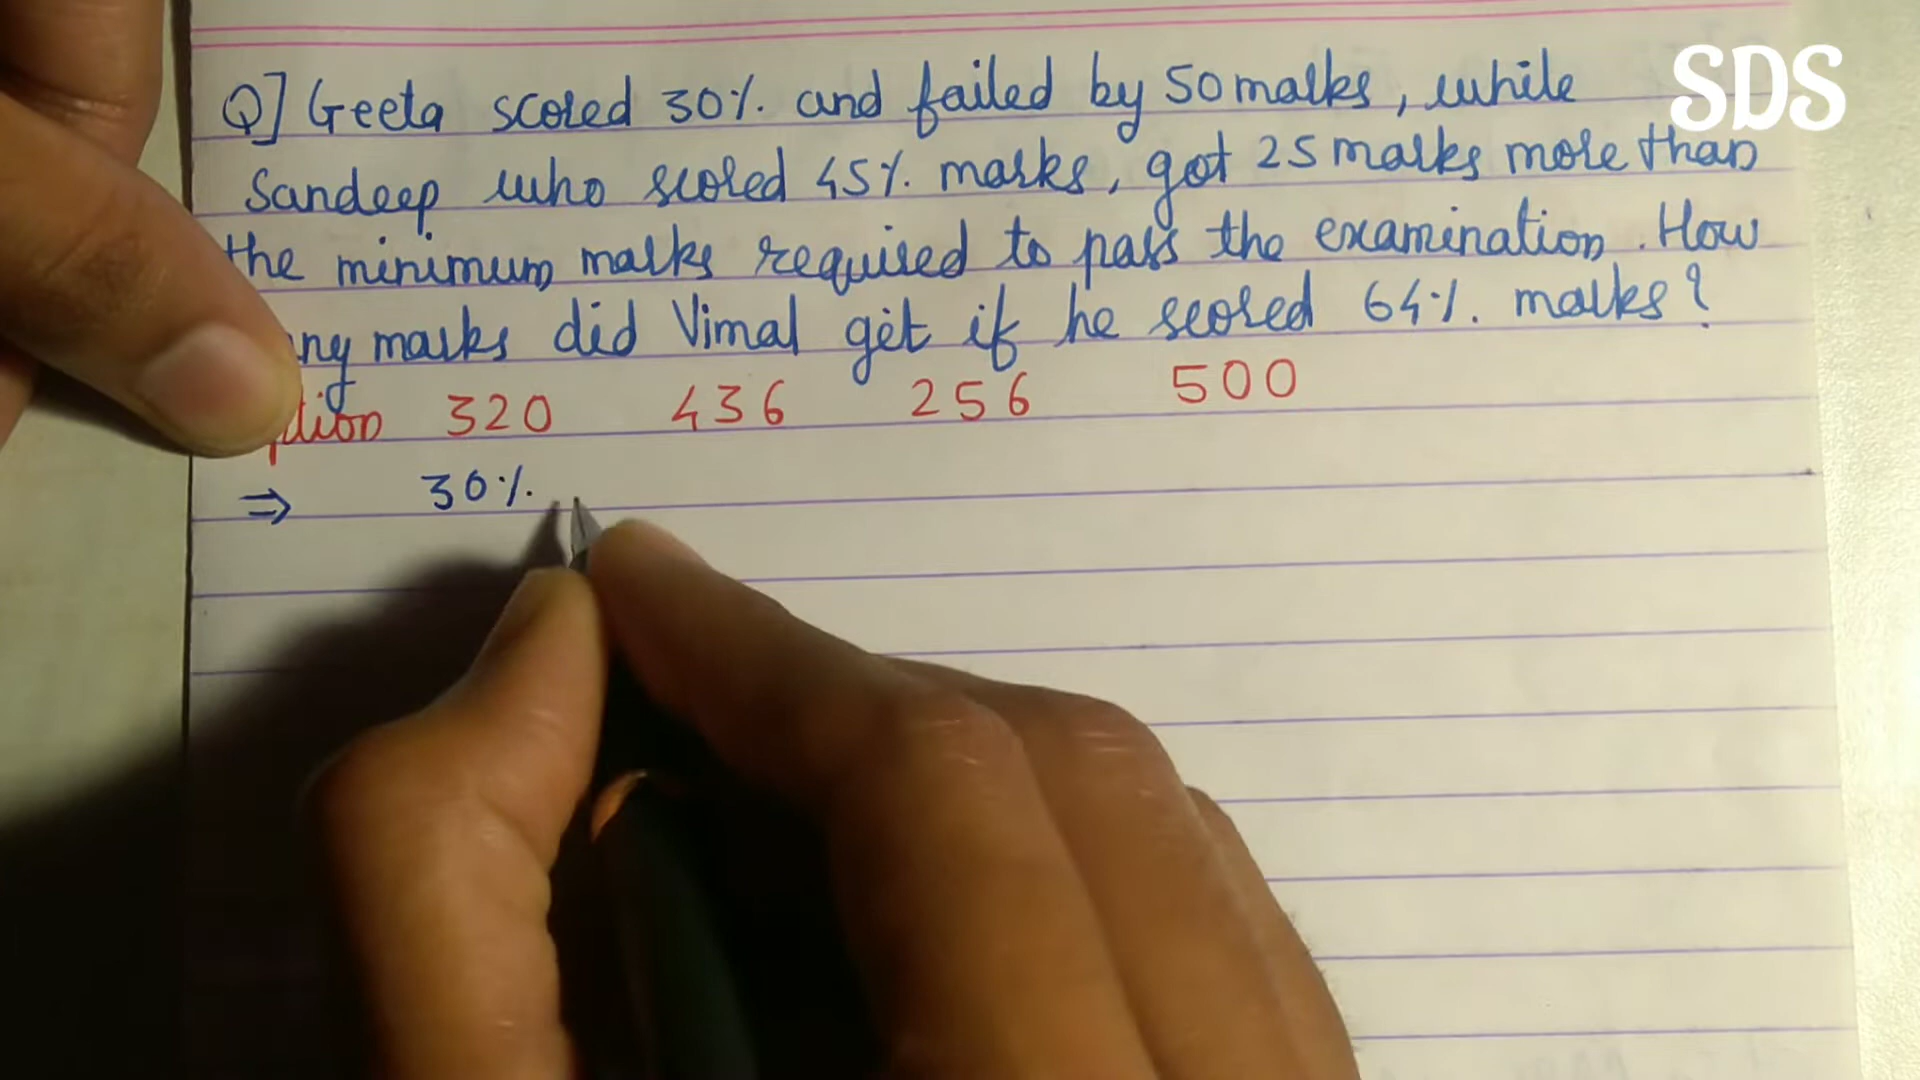 SDS
Q] Geeta scored 30%. and failed by 50 marks, while
Sandeep who scored 45%. marks, got 25 marks more than
the minimum marks required to pass the examination. How
marks did Vimal get if he scored 64%. marks?
320 436 256 500
⇒ 30%.